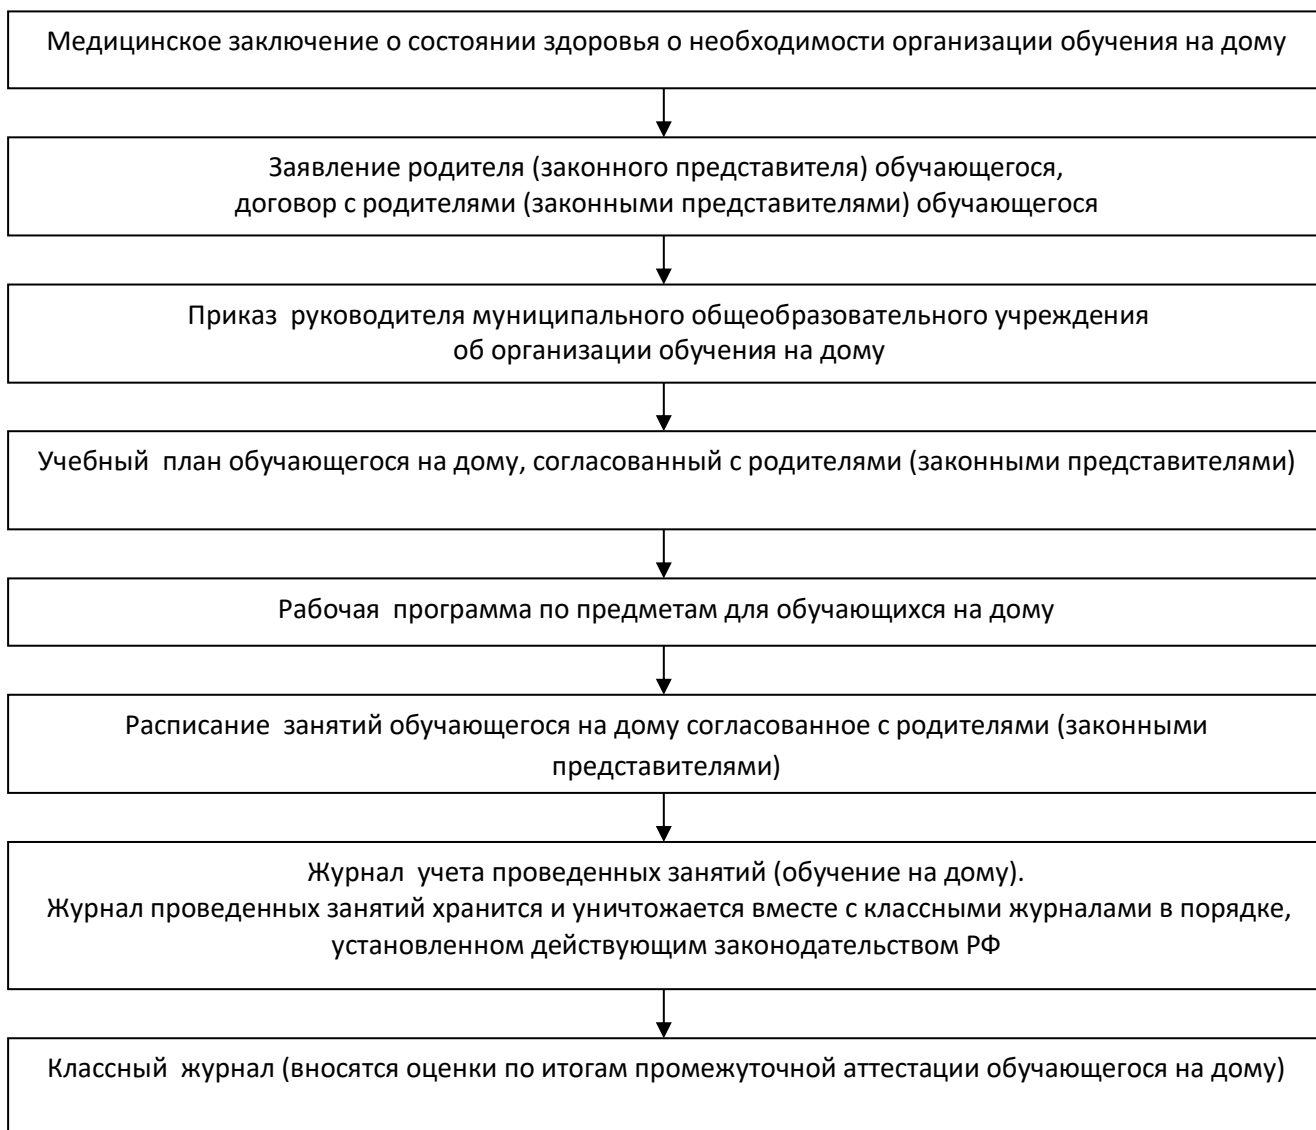 Медицинское заключение о состоянии здоровья о необходимости организации обучения на дому
Заявление родителя (законного представителя) обучающегося,
договор с родителями (законными представителями) обучающегося
Приказ  руководителя муниципального общеобразовательного учреждения
об организации обучения на дому
Учебный  план обучающегося на дому, согласованный с родителями (законными представителями)
Рабочая  программа по предметам для обучающихся на дому
Расписание  занятий обучающегося на дому согласованное с родителями (законными
представителями)
Журнал  учета проведенных занятий (обучение на дому).
Журнал проведенных занятий хранится и уничтожается вместе с классными журналами в порядке,
установленном действующим законодательством РФ
Классный  журнал (вносятся оценки по итогам промежуточной аттестации обучающегося на дому)